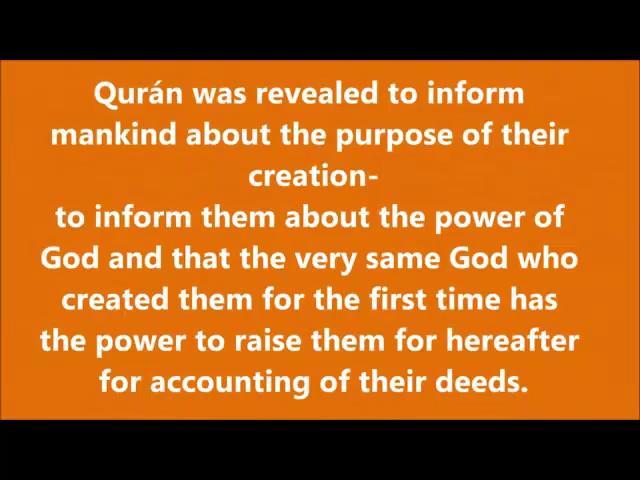 Qurán was revealed to inform
mankind about the purpose of their
creation-
to inform them about the power of
God and that the very same God who
created them for the first time has
the power to raise them for hereafter
for accounting of their deeds.